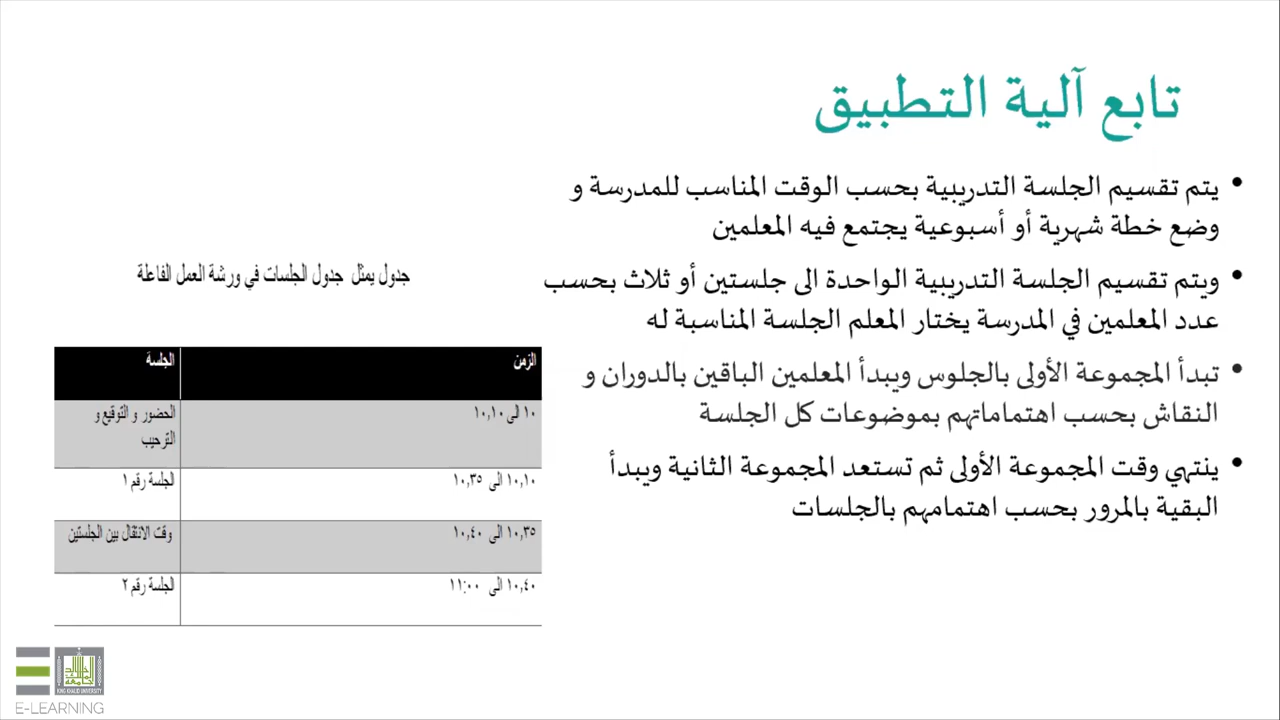 تابع آلية التطبيق
• يتم تقسيم الجلسة التدريبية بحسب الوقت المناسب للمدرسة و
وضع خطة شهرية أو أسبوعية يجتمع فيه المعلمين
• ويتم تقسيم الجلسة التدريبية الواحدة الى جلستين أو ثلاث بحسب
عدد المعلمين في المدرسة يختار المعلم الجلسة المناسبة له
• تبدأ المجموعة الأولى بالجلوس ويبدأ المعلمين الباقين بالدوران و
النقاش بحسب اهتماماتهم بموضوعات كل الجلسة
• ينتهي وقت المجموعة الأولى ثم تستعد المجموعة الثانية ويبدأ
البقية بالمرور بحسب اهتمامهم بالجلسات
جدول يمثل جدول الجلسات في ورشة العمل الفاعلة
الزمن الجلسة
١٠ الى ١٠,١٠ الحضور و التوقيع و
الترحيب
١٠,١٠ الى ١٠,٣٥ الجلسة رقم ١
١٠,٣٥ الى ١٠,٤٠ وقت الانتقال بين الجلستين
١٠,٤٠ الى ١١:٠٠ الجلسة رقم ٢
KING KHALID UNIVERSITY
E-LEARNING